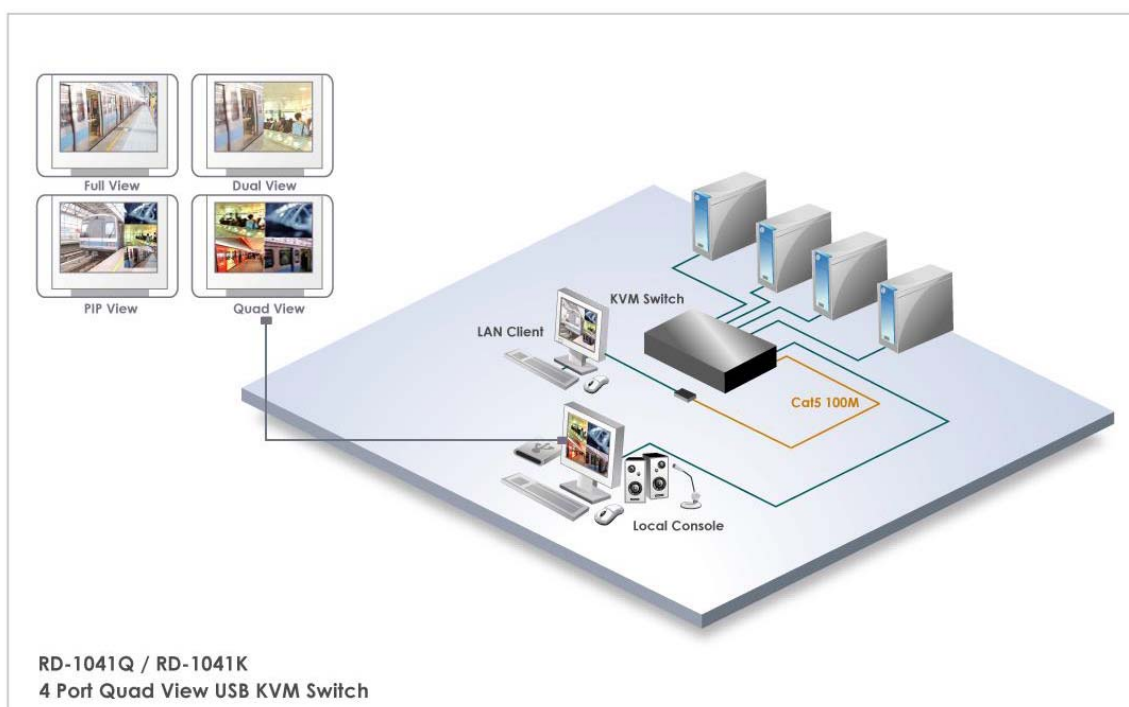 Full View
Dual View
PIP View
Quad View
KVM Switch
LAN Client
Cat5 100M
Local Console
RD-1041Q / RD-1041K
4 Port Quad View USB KVM Switch